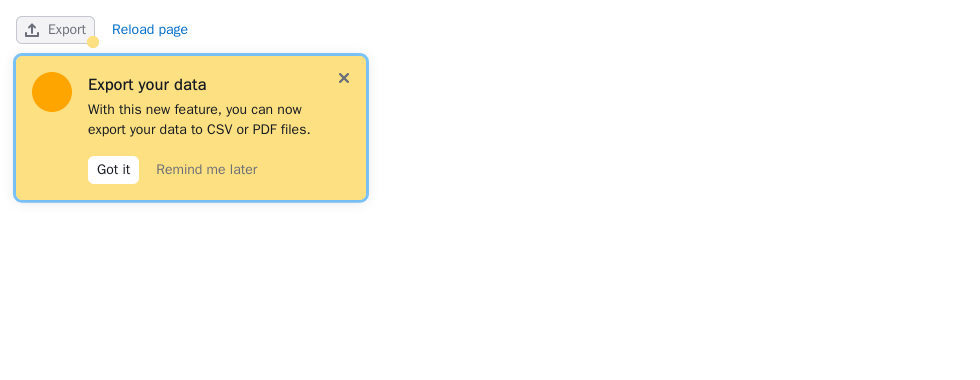 Export
Reload page
Export your data
With this new feature, you can now
export your data to CSV or PDF files.
Got it
Remind me later